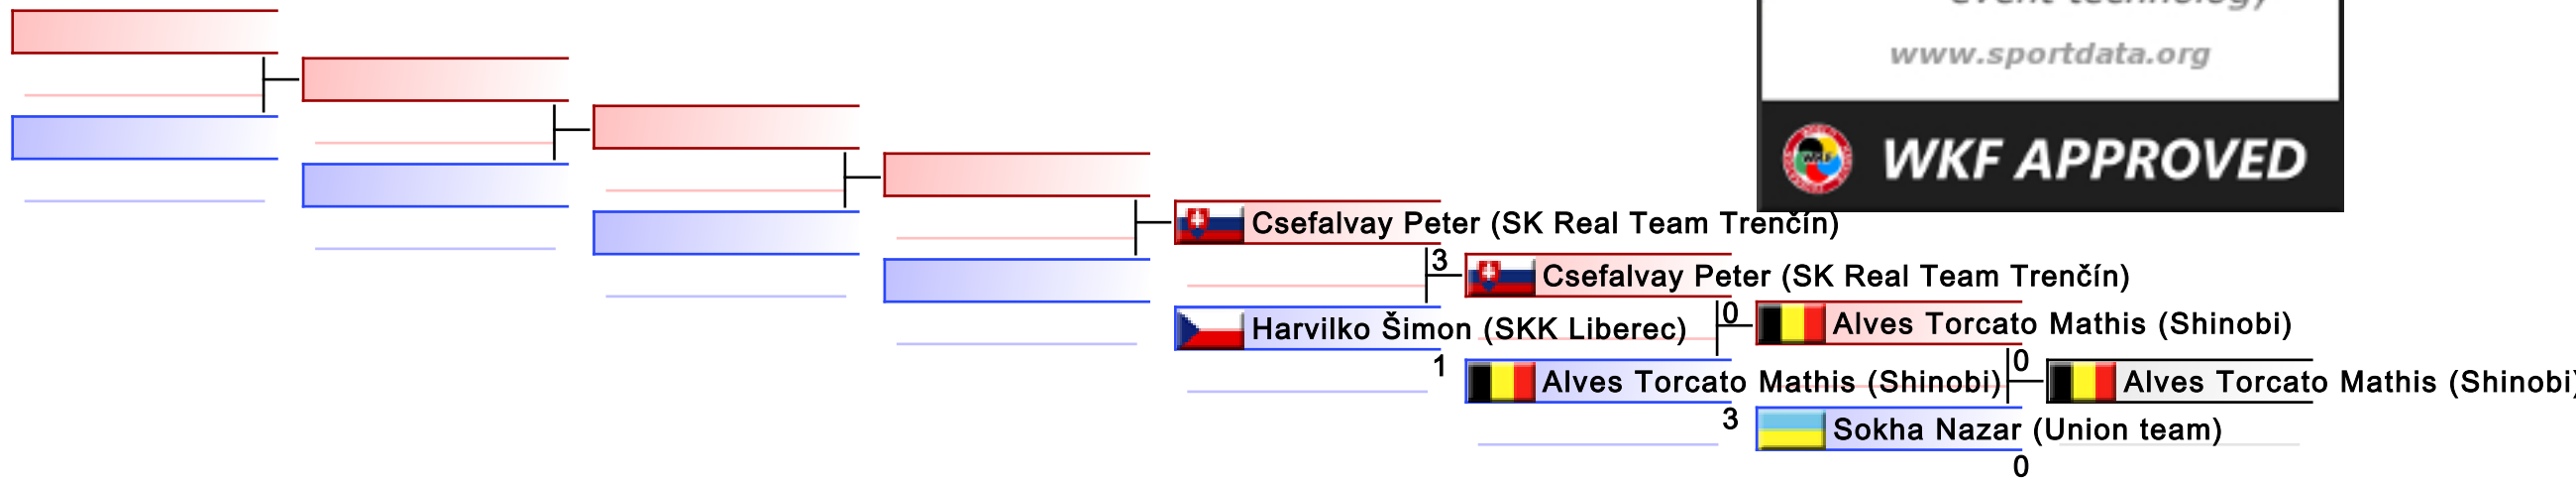 event technology
www.sportdata.org
WKF APPROVED
Csefalvay Peter (SK Real Team Trenčín)
3
Csefalvay Peter (SK Real Team Trenčín)
Harvilko Šimon (SKK Liberec)
0
Alves Torcato Mathis (Shinobi)
1
Alves Torcato Mathis (Shinobi)
0
Alves Torcato Mathis (Shinobi)
3
Sokha Nazar (Union team)
0